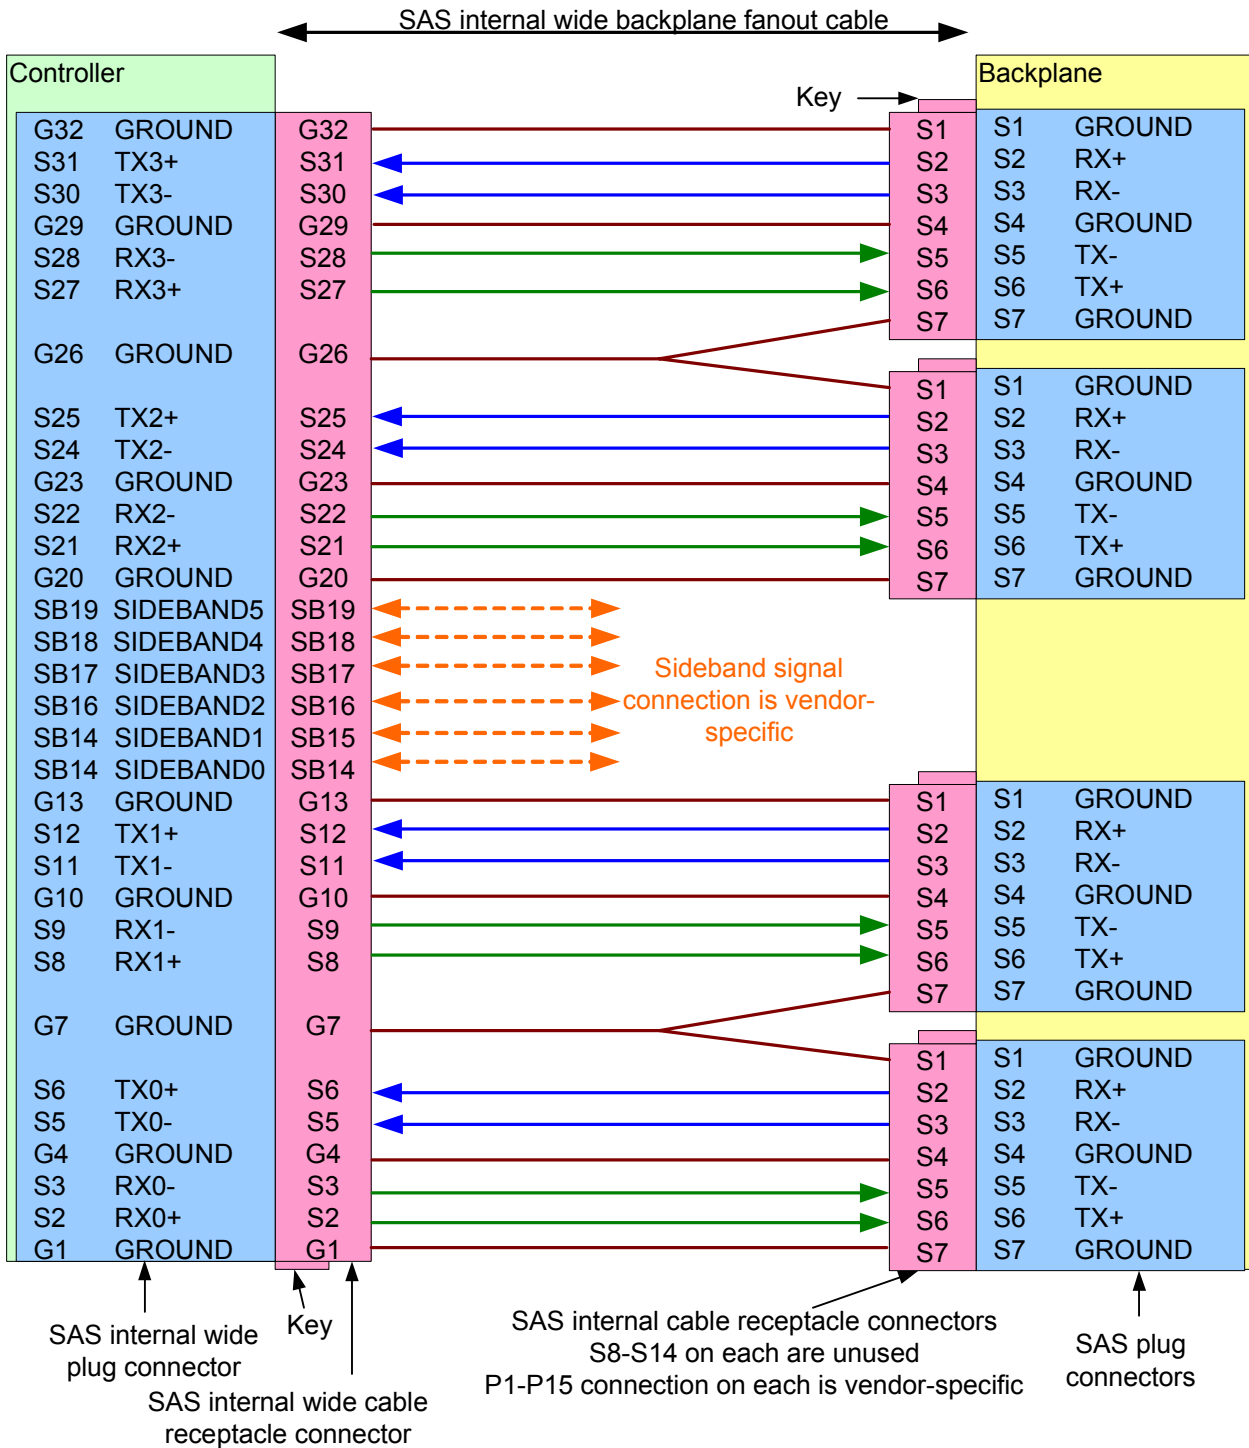 SAS internal wide backplane fanout cable
Controller
Backplane
Key
G32 GROUND G32 S1 S1 GROUND
S31 TX3+ S31 S2 S2 RX+
S30 TX3- S30 S3 S3 RX-
G29 GROUND G29 S4 S4 GROUND
S28 RX3- S28 S5 S5 TX-
S27 RX3+ S27 S6 S6 TX+
S7 S7 GROUND
G26 GROUND G26
S1 S1 GROUND
S25 TX2+ S25 S2 S2 RX+
S24 TX2- S24 S3 S3 RX-
G23 GROUND G23 S4 S4 GROUND
S22 RX2- S22 S5 S5 TX-
S21 RX2+ S21 S6 S6 TX+
G20 GROUND G20 S7 S7 GROUND
SB19 SIDEBAND5 SB19
SB18 SIDEBAND4 SB18
SB17 SIDEBAND3 SB17
SB16 SIDEBAND2 SB16
SB14 SIDEBAND1 SB15
SB14 SIDEBAND0 SB14
Sideband signal
connection is vendor-
specific
G13 GROUND G13 S1 S1 GROUND
S12 TX1+ S12 S2 S2 RX+
S11 TX1- S11 S3 S3 RX-
G10 GROUND G10 S4 S4 GROUND
S9 RX1- S9 S5 S5 TX-
S8 RX1+ S8 S6 S6 TX+
S7 S7 GROUND
G7 GROUND G7
S1 S1 GROUND
S6 TX0+ S6 S2 S2 RX+
S5 TX0- S5 S3 S3 RX-
G4 GROUND G4 S4 S4 GROUND
S3 RX0- S3 S5 S5 TX-
S2 RX0+ S2 S6 S6 TX+
G1 GROUND G1 S7 S7 GROUND
SAS internal wide
plug connector
Key
SAS internal wide cable
receptacle connector
SAS internal cable receptacle connectors
S8-S14 on each are unused
P1-P15 connection on each is vendor-specific
SAS plug
connectors